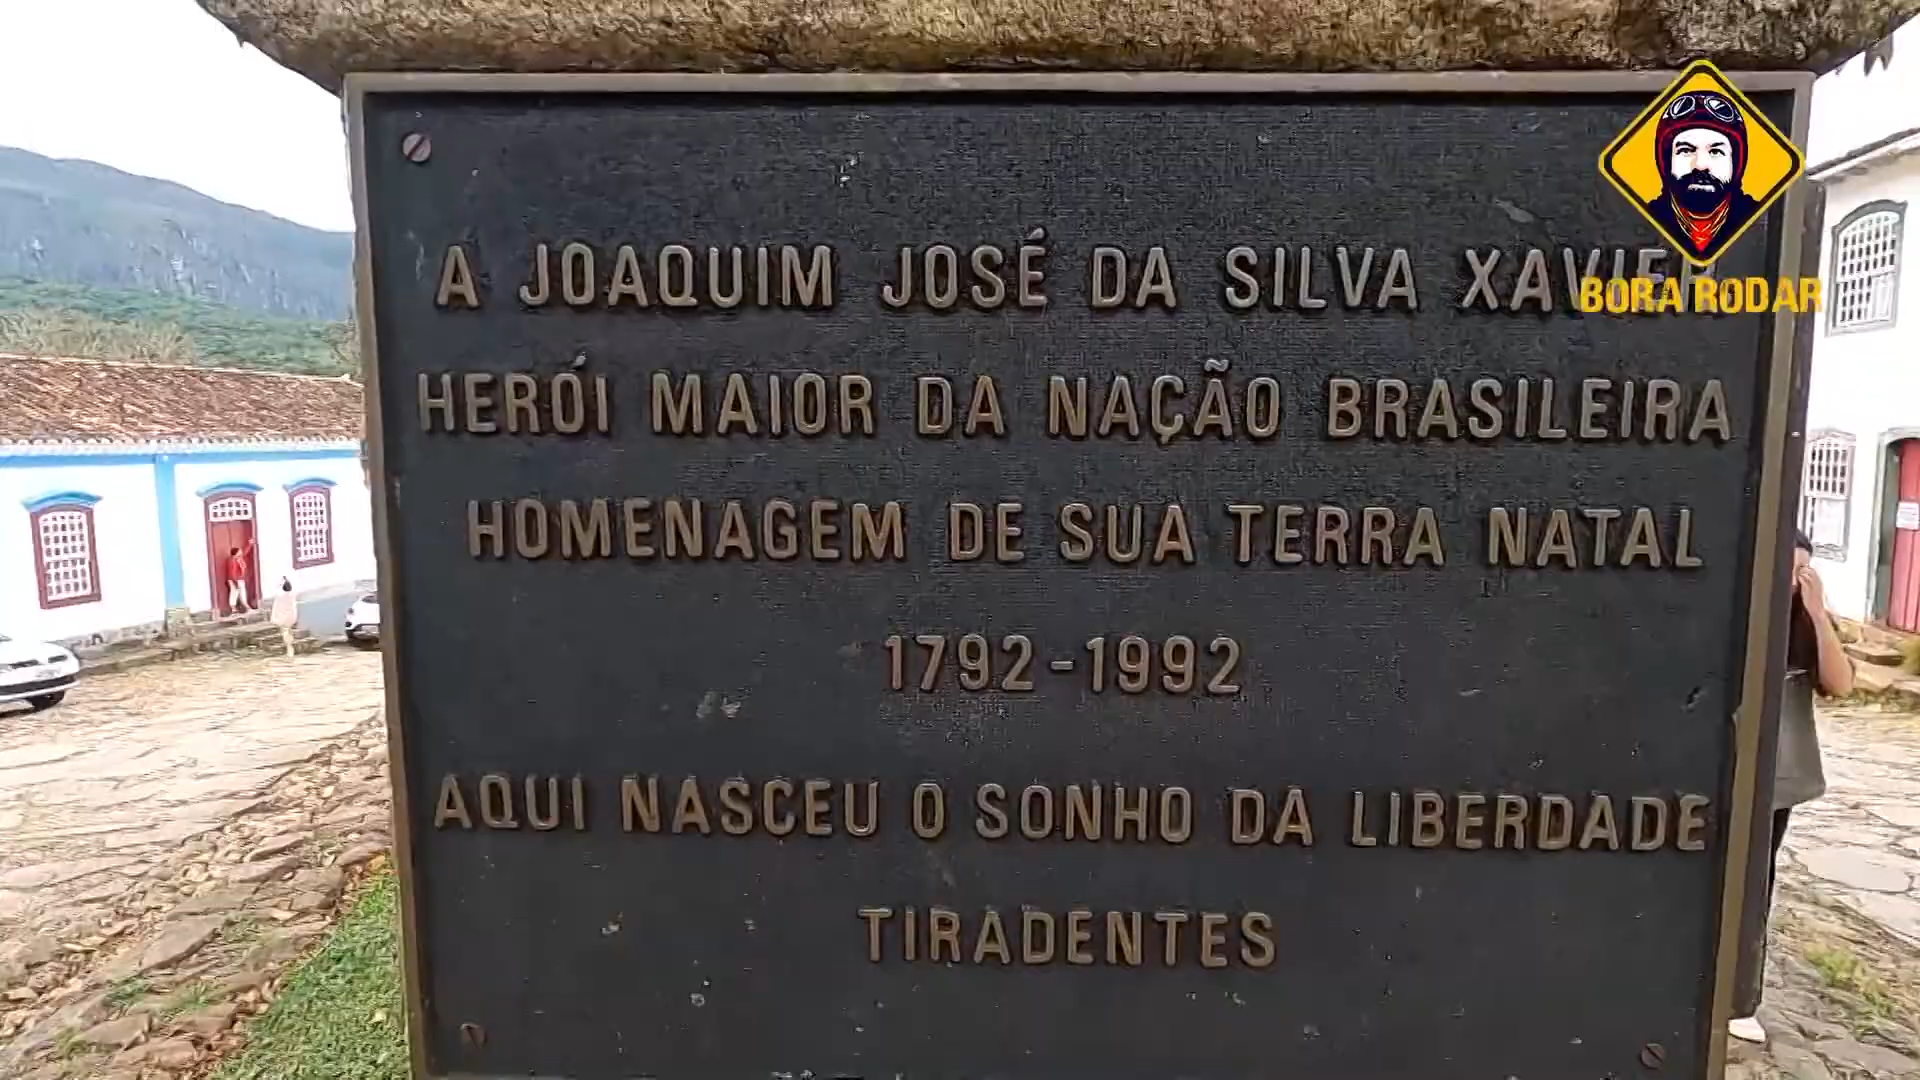 A JOAQUIM JOSÉ DA SILVA XAVIER
HERÓI MAIOR DA NAÇÃO BRASILEIRA
HOMENAGEM DE SUA TERRA NATAL
1792-1992
AQUI NASCEU O SONHO DA LIBERDADE
TIRADENTES
BORA RODAR